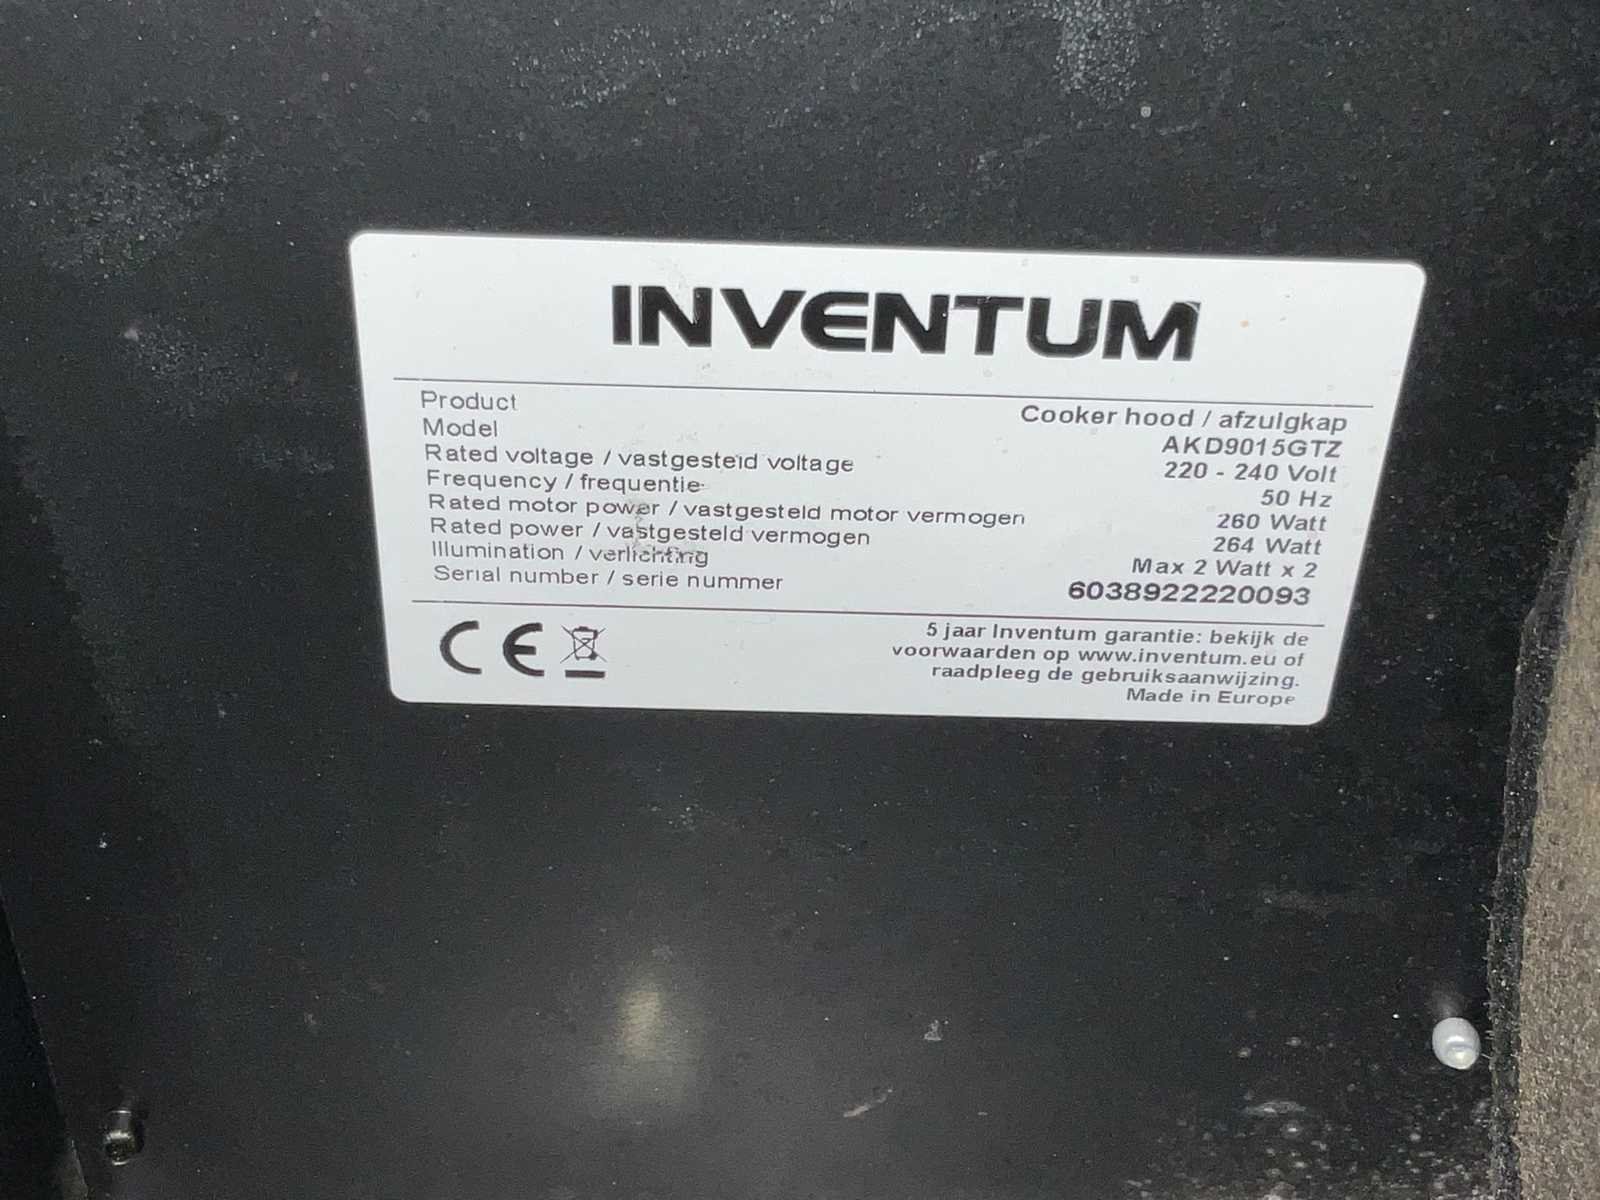 INVENTUM
Product Cooker hood / afzuigkap
Model AKD9015GTZ
Rated voltage / vastgesteld voltage 220 - 240 Volt
Frequency / frequentie 50 Hz
Rated motor power / vastgesteld motor vermogen 260 Watt
Rated power / vastgesteld vermogen 264 Watt
Illumination / verlichting Max 2 Watt x 2
Serial number / serie nummer 6038922220093
CE
5 jaar Inventum garantie: bekijk de
voorwaarden op www.inventum.eu of
raadpleeg de gebruiksaanwijzing.
Made in Europe